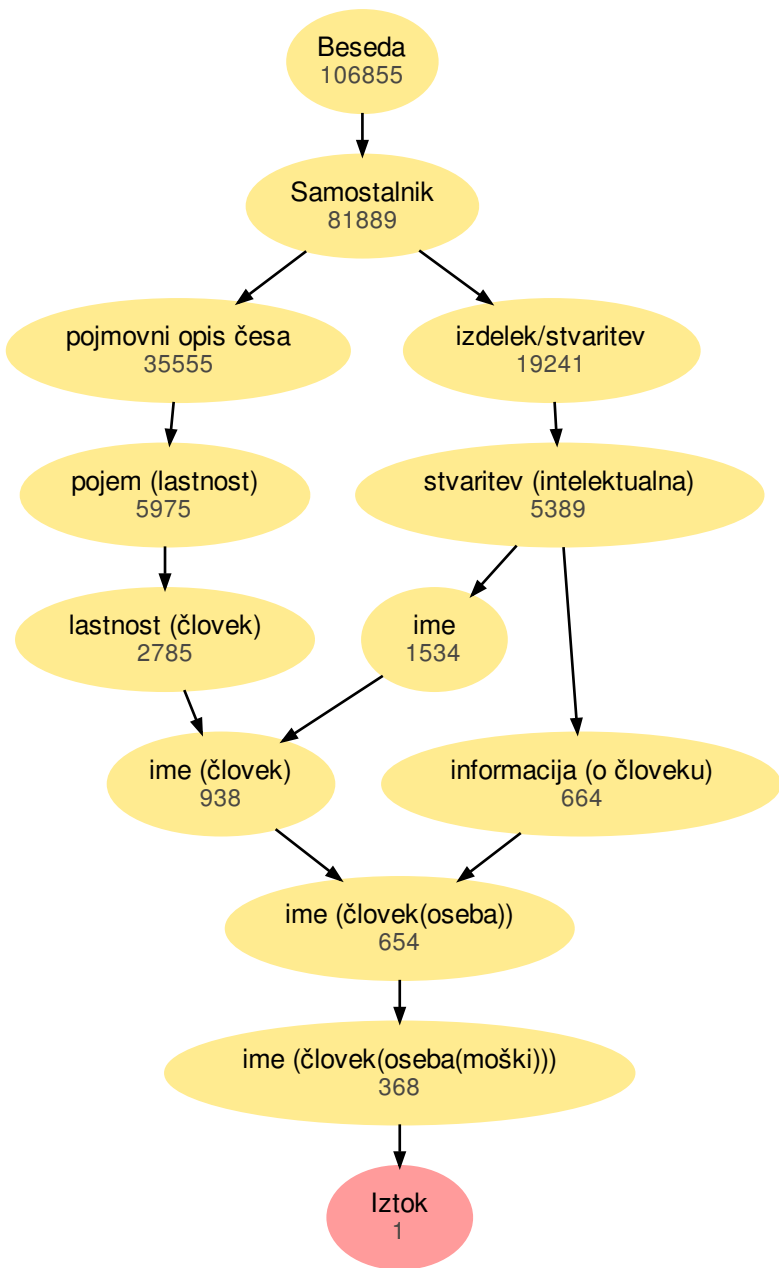 Beseda
106855
Samostalnik
81889
pojmovni opis česa
35555
izdelek/stvaritev
19241
pojem (lastnost)
5975
stvaritev (intelektualna)
5389
lastnost (človek)
2785
ime
1534
ime (človek)
938
informacija (o človeku)
664
ime (človek(oseba))
654
ime (človek(oseba(moški)))
368
Iztok
1